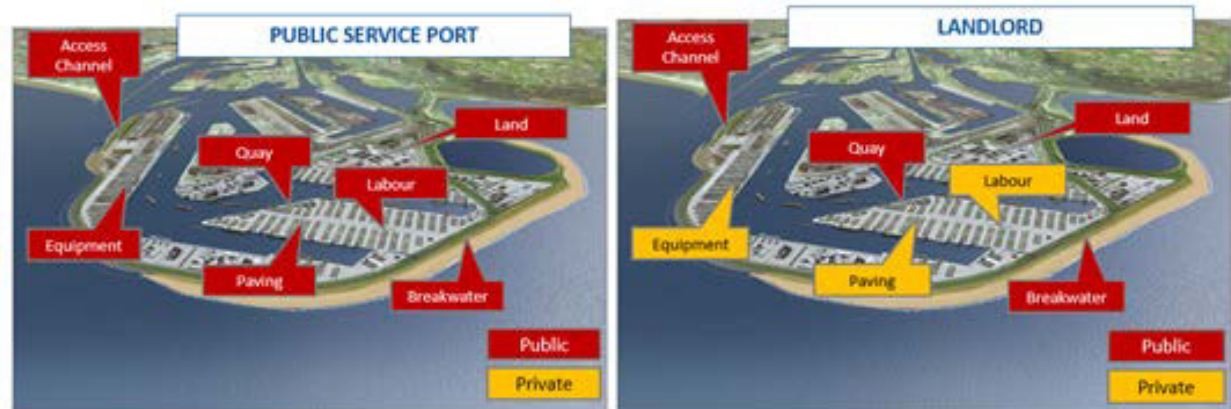 PUBLIC SERVICE PORT
Access
Channel
Land
Quay
Labour
Equipment
Paving
Breakwater
Public
Private
LANDLORD
Access
Channel
Land
Quay
Labour
Equipment
Paving
Breakwater
Public
Private